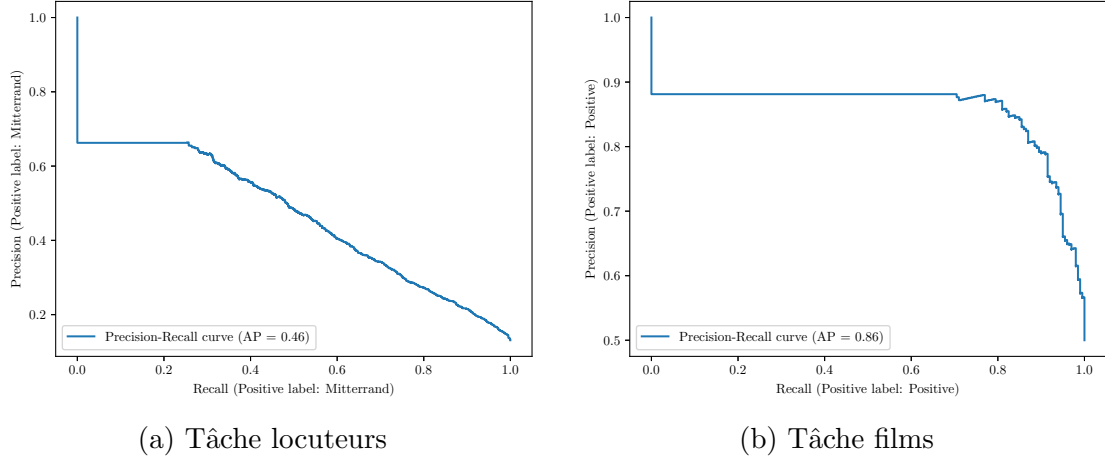 1.0
0.8
0.6
0.4
0.2
Precision (Positive label: Mitterrand)
Precision-Recall curve (AP = 0.46)
0.0 0.2 0.4 0.6 0.8 1.0
Recall (Positive label: Mitterrand)
(a) Tâche locuteurs
1.0
0.9
0.8
0.7
0.6
0.5
Precision (Positive label: Positive)
Precision-Recall curve (AP = 0.86)
0.0 0.2 0.4 0.6 0.8 1.0
Recall (Positive label: Positive)
(b) Tâche films